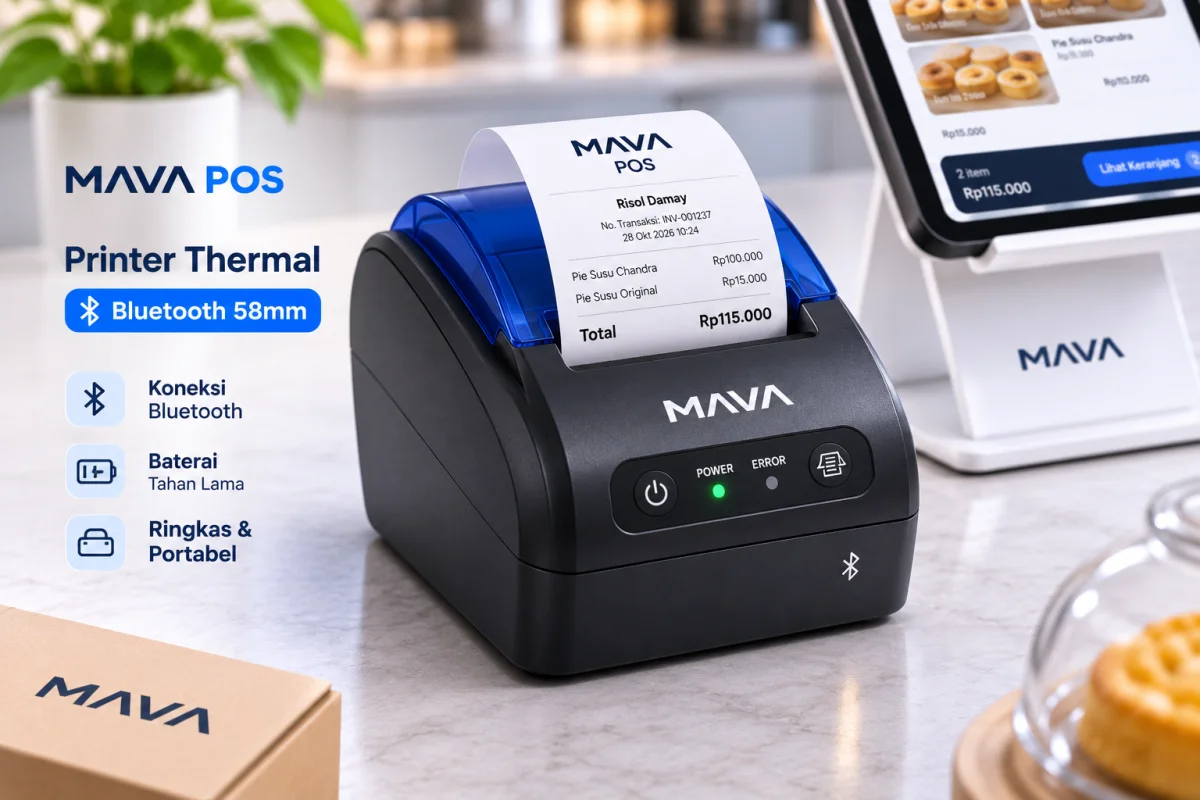 MAVA POS
Printer Thermal
Bluetooth 58mm
Koneksi
Bluetooth
Baterai
Tahan Lama
Ringkas &
Portabel
MAVA
POS
Risol Damay
No. Transaksi: INV-001237
28 Okt 2026 10:24
Pie Susu Chandra Rp100.000
Pie Susu Original Rp15.000
Total Rp115.000
MAVA
POWER ERROR
Pie Susu Chandra
Rp15.000
2 item
Rp115.000
Lihat Keranjang 2
MAVA
MAVA